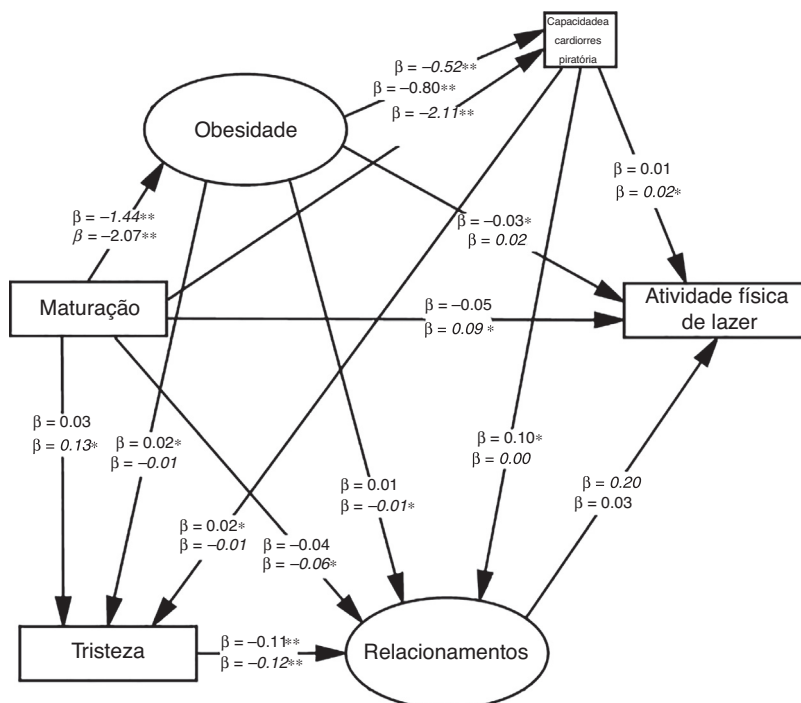 Capacidadea
cardiorres
piratória
β = –0.52**
β = –0.80**
β = –2.11**
Obesidade
β = 0.01
β = 0.02*
β = –1.44**
β = –2.07**
β = –0.03*
β = 0.02
Maturação
β = –0.05
β = 0.09 *
Atividade física
de lazer
β = 0.03
β = 0.13*
β = 0.02*
β = –0.01
β = 0.10*
β = 0.00
β = 0.01
β = –0.01*
β = 0.20
β = 0.03
β = 0.02*
β = –0.01
β = –0.04
β = –0.06*
Tristeza
β = –0.11**
β = –0.12**
Relacionamentos